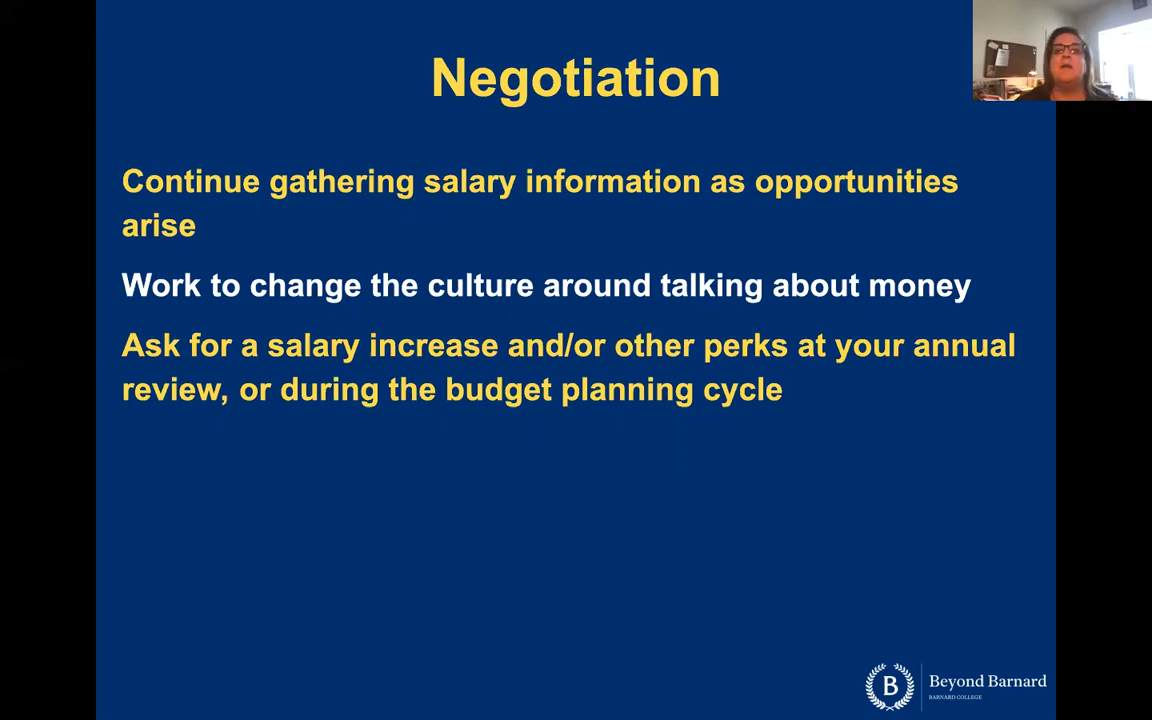 Negotiation
Continue gathering salary information as opportunities
arise
Work to change the culture around talking about money
Ask for a salary increase and/or other perks at your annual
review, or during the budget planning cycle
B
Beyond Barnard
BARNARD COLLEGE